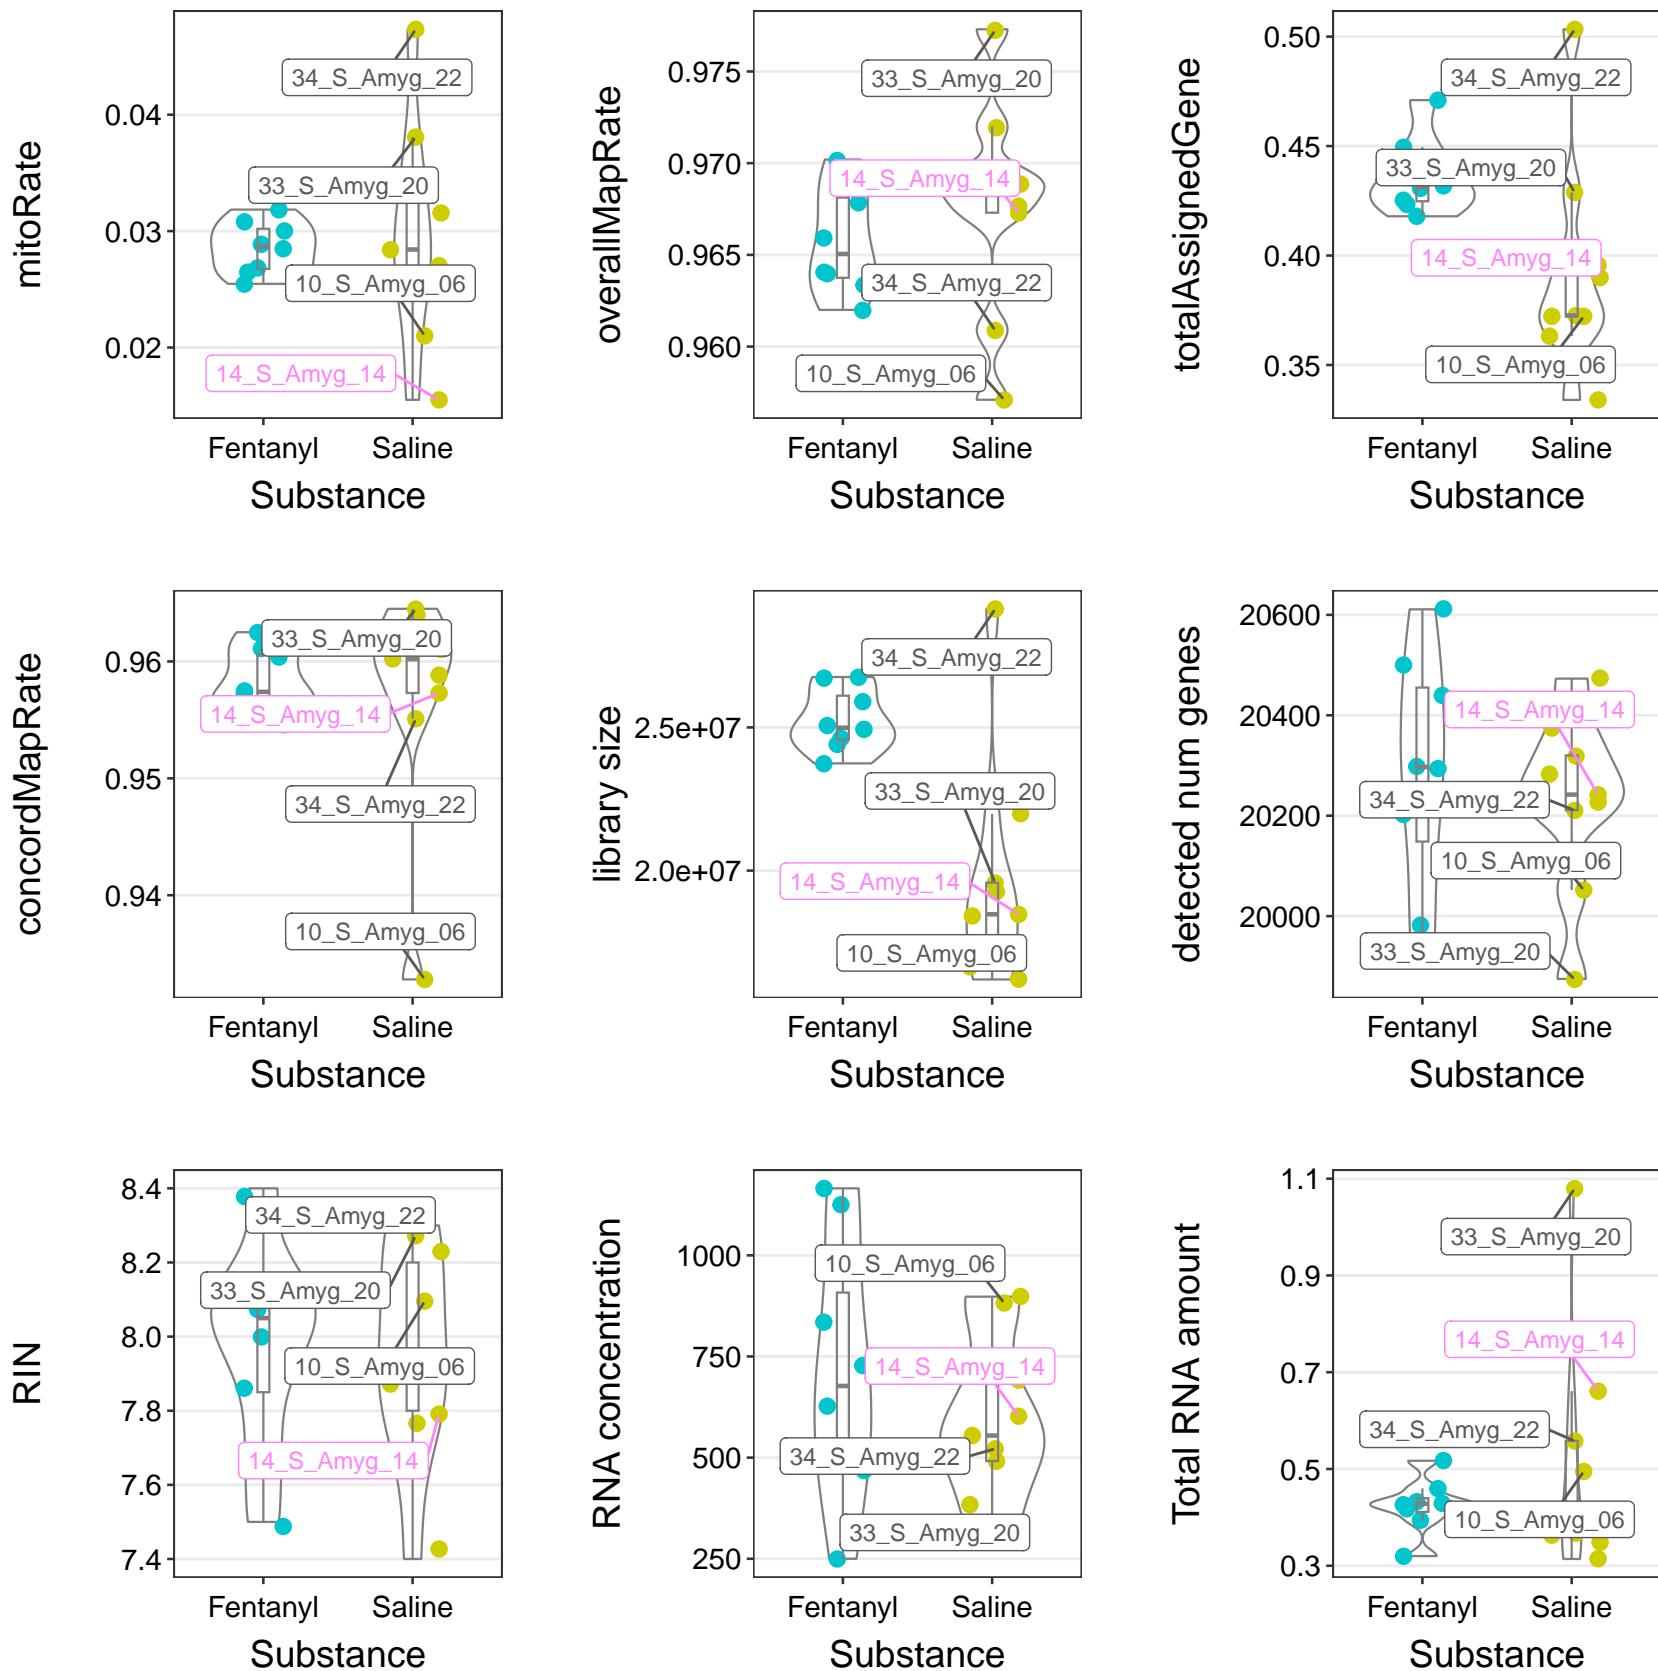 mitoRate
0.04
0.03
0.02
34_S_Amyg_22
33_S_Amyg_20
10_S_Amyg_06
14_S_Amyg_14
Fentanyl Saline
Substance
overallMapRate
0.975
0.970
0.965
0.960
33_S_Amyg_20
14_S_Amyg_14
34_S_Amyg_22
10_S_Amyg_06
Fentanyl Saline
Substance
totalAssignedGene
0.50
0.45
0.40
0.35
34_S_Amyg_22
33_S_Amyg_20
14_S_Amyg_14
10_S_Amyg_06
Fentanyl Saline
Substance
concordMapRate
0.96
0.95
0.94
33_S_Amyg_20
14_S_Amyg_14
34_S_Amyg_22
10_S_Amyg_06
Fentanyl Saline
Substance
library size
2.5e+07
2.0e+07
34_S_Amyg_22
33_S_Amyg_20
14_S_Amyg_14
10_S_Amyg_06
Fentanyl Saline
Substance
detected num genes
20600
20400
20200
20000
14_S_Amyg_14
34_S_Amyg_22
10_S_Amyg_06
33_S_Amyg_20
Fentanyl Saline
Substance
RIN
8.4
8.2
8.0
7.8
7.6
7.4
34_S_Amyg_22
33_S_Amyg_20
10_S_Amyg_06
14_S_Amyg_14
Fentanyl Saline
Substance
RNA concentration
1000
750
500
250
10_S_Amyg_06
14_S_Amyg_14
34_S_Amyg_22
33_S_Amyg_20
Fentanyl Saline
Substance
Total RNA amount
1.1
0.9
0.7
0.5
0.3
33_S_Amyg_20
14_S_Amyg_14
34_S_Amyg_22
10_S_Amyg_06
Fentanyl Saline
Substance